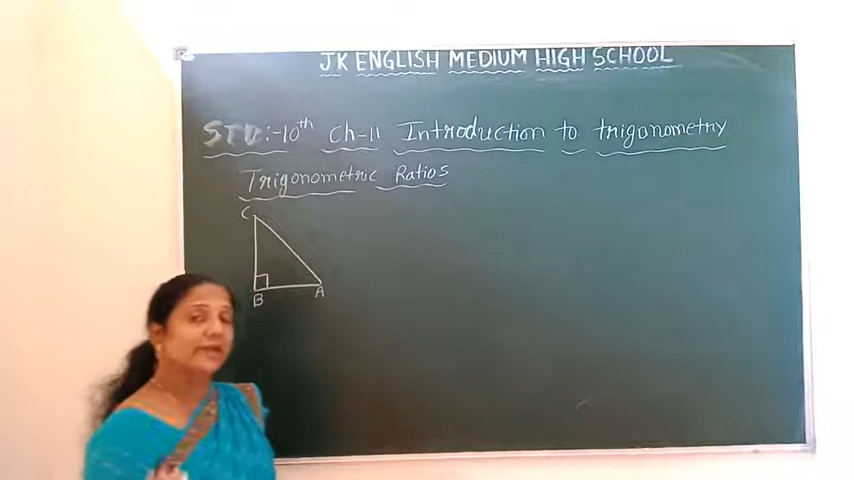 JK ENGLISH MEDIUM HIGH SCHOOL
STD:-10th Ch-11 Introduction to trigonometry
Trigonometric Ratios
C
B A